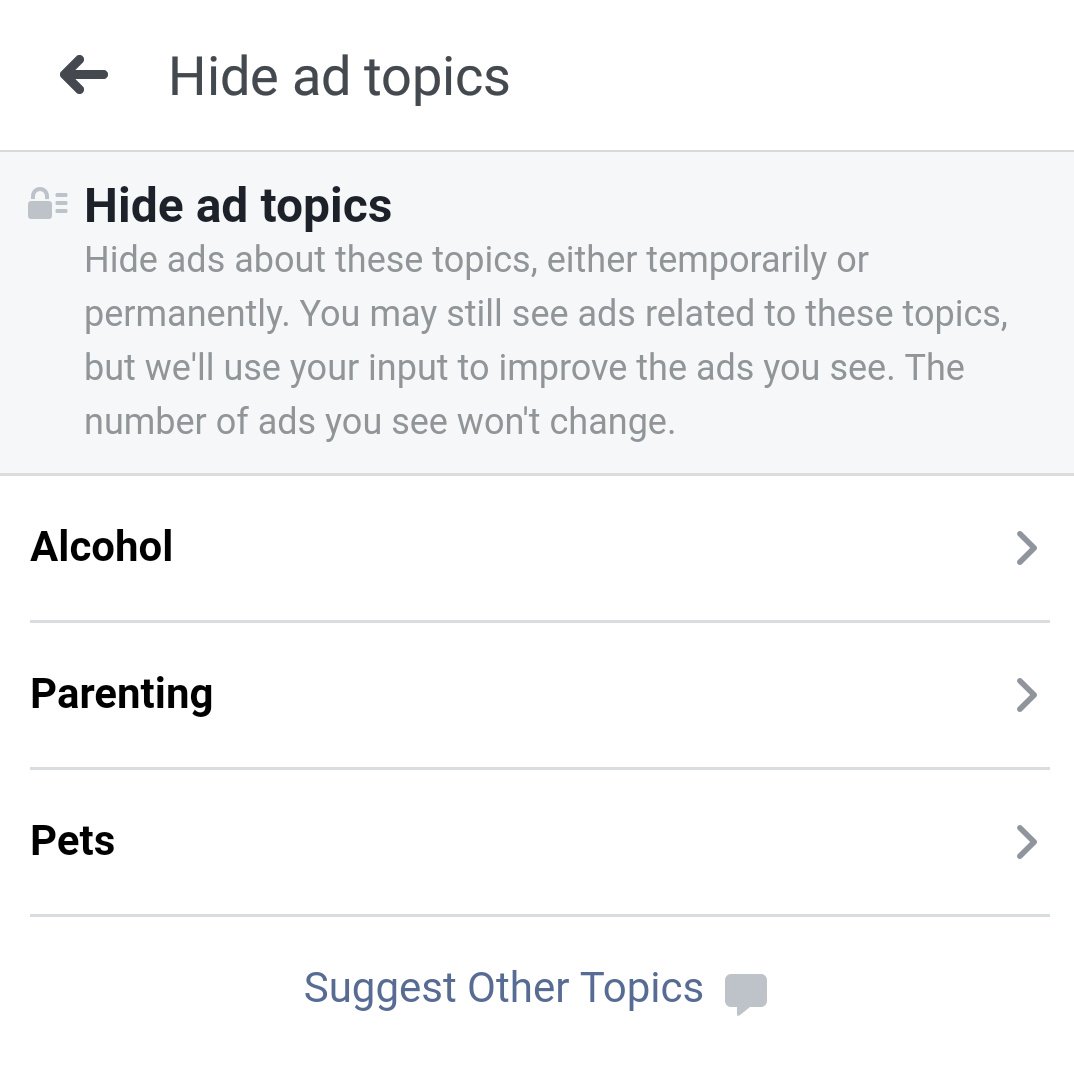 Hide ad topics
Hide ad topics
Hide ads about these topics, either temporarily or
permanently. You may still see ads related to these topics,
but we'll use your input to improve the ads you see. The
number of ads you see won't change.
Alcohol
Parenting
Pets
Suggest Other Topics